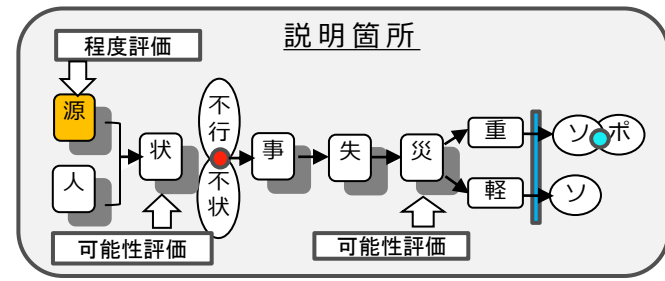 説明箇所
程度評価
源
人
状
不行
不状
事
失
災
重
軽
ソ
ポ
ソ
可能性評価
可能性評価